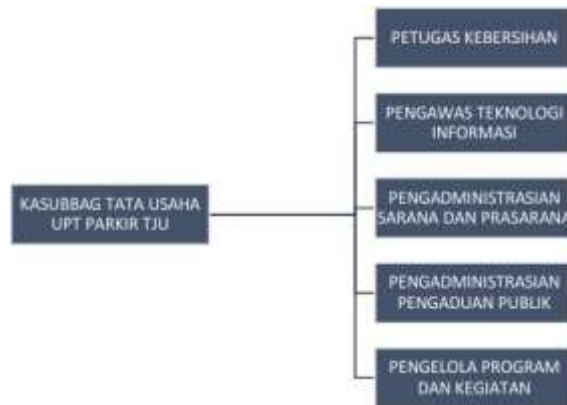 PETUGAS KEBERSIHAN
PENGAWAS TEKNOLOGI
INFORMASI
KASUBBAG TATA USAHA
UPT PARKIR TJU
PENGADMINISTRASIAN
SARANA DAN PRASARANA
PENGADMINISTRASIAN
PENGADUAN PUBLIK
PENGELOLA PROGRAM
DAN KEGIATAN